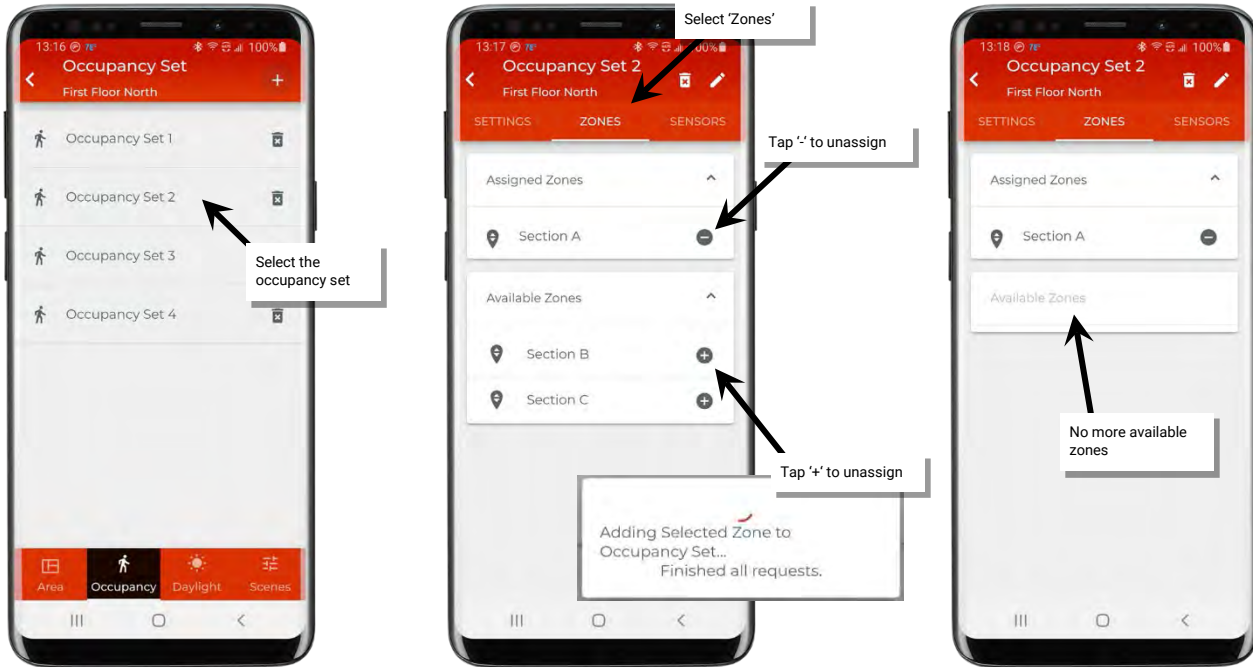 13:16
100%
Occupancy Set
First Floor North
+
Occupancy Set 1
Occupancy Set 2
Occupancy Set 3
Occupancy Set 4
Select the
occupancy set
Area
Occupancy
Daylight
Scenes
Select ‘Zones’
13:17
100%
Occupancy Set 2
First Floor North
SETTINGS
ZONES
SENSORS
Tap ‘-‘ to unassign
Assigned Zones
Section A
Available Zones
Section B
Section C
Tap ‘+‘ to unassign
Adding Selected Zone to
Occupancy Set...
Finished all requests.
13:18
100%
Occupancy Set 2
First Floor North
SETTINGS
ZONES
SENSORS
Assigned Zones
Section A
Available Zones
No more available
zones